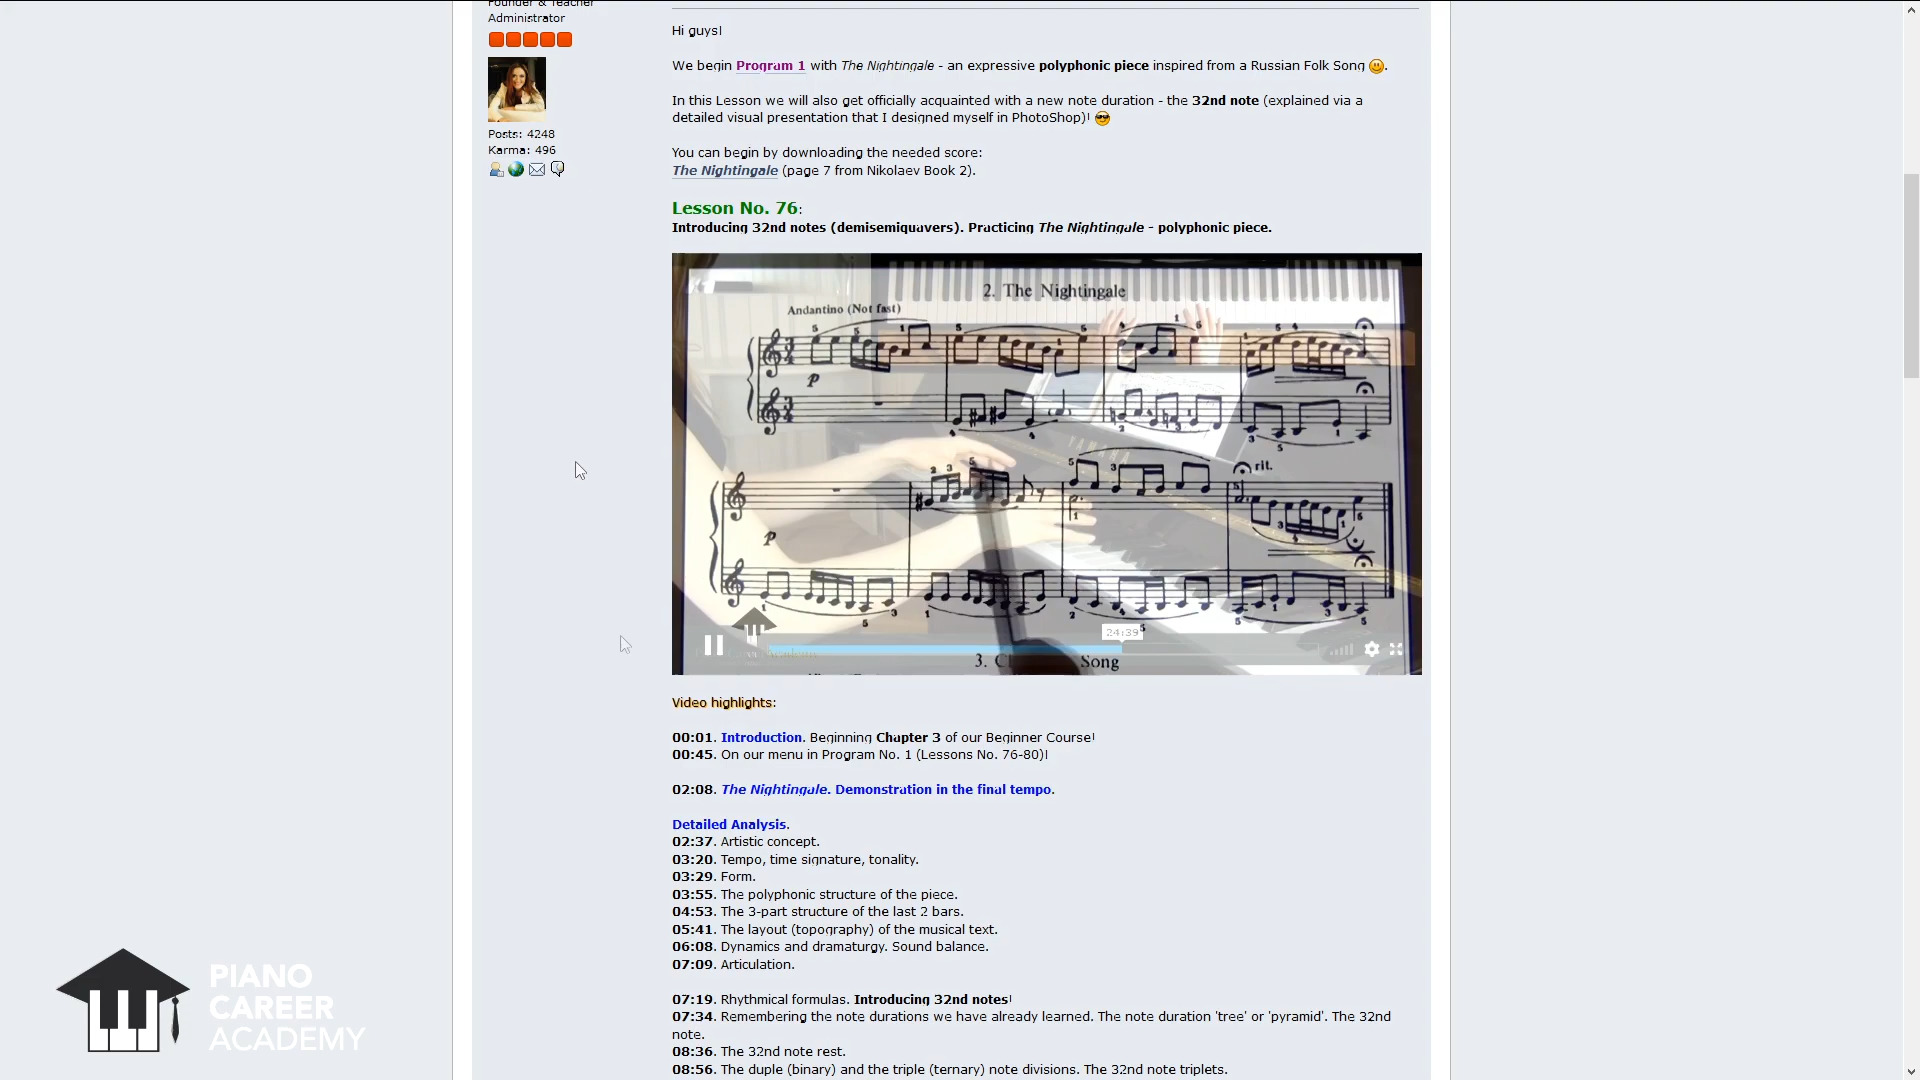 Founder & Teacher
Administrator
Posts: 4248
Karma: 496
Hi guys!
We begin Program 1 with The Nightingale - an expressive polyphonic piece inspired from a Russian Folk Song
In this Lesson we will also get officially acquainted with a new note duration - the 32nd note (explained via a
detailed visual presentation that I designed myself in PhotoShop)!
You can begin by downloading the needed score:
The Nightingale (page 7 from Nikolaev Book 2).
Lesson No. 76:
Introducing 32nd notes (demisemiquavers). Practicing The Nightingale - polyphonic piece.
2. The Nightingale
Andantino (Not fast)
p
YAMAHA
rit.
p
24:39
3. Song
Video highlights:
00:01. Introduction. Beginning Chapter 3 of our Beginner Course!
00:45. On our menu in Program No. 1 (Lessons No. 76-80)!
02:08. The Nightingale. Demonstration in the final tempo.
Detailed Analysis.
02:37. Artistic concept.
03:20. Tempo, time signature, tonality.
03:29. Form.
03:55. The polyphonic structure of the piece.
04:53. The 3-part structure of the last 2 bars.
05:41. The layout (topography) of the musical text.
06:08. Dynamics and dramaturgy. Sound balance.
07:09. Articulation.
07:19. Rhythmical formulas. Introducing 32nd notes!
07:34. Remembering the note durations we have already learned. The note duration 'tree' or 'pyramid'. The 32nd
note.
08:36. The 32nd note rest.
08:56. The duple (binary) and the triple (ternary) note divisions. The 32nd note triplets.
PIANO
CAREER
ACADEMY